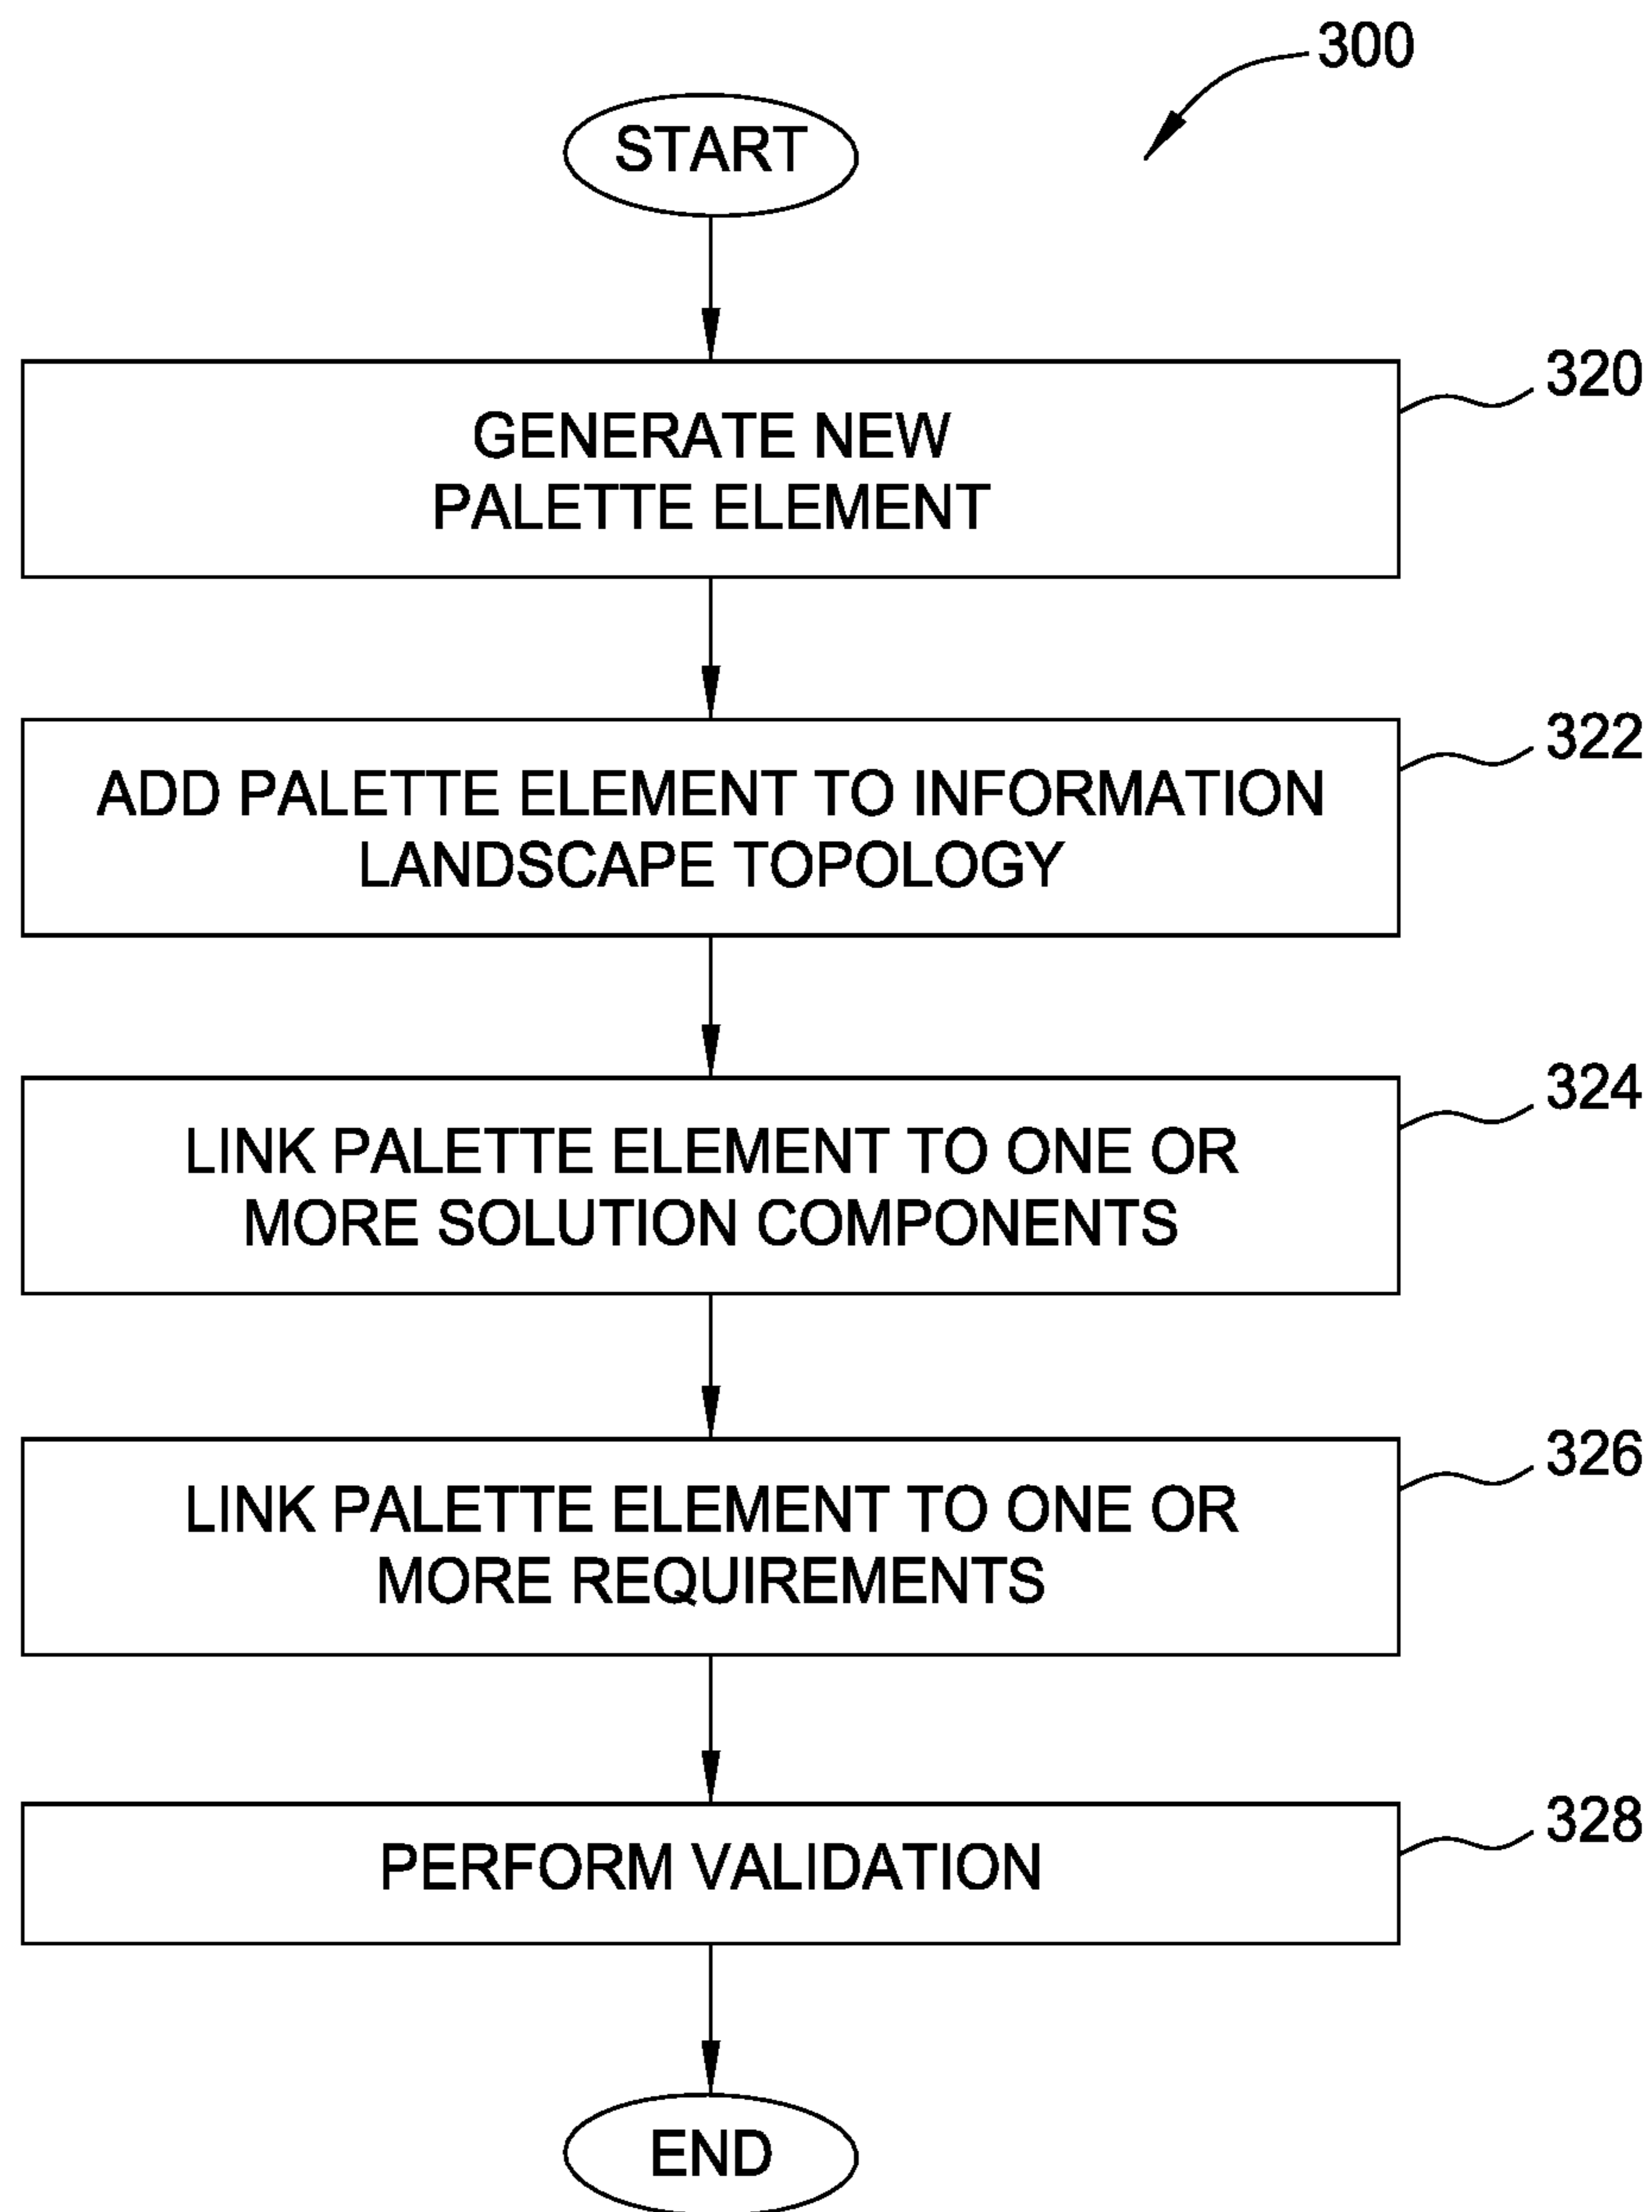 300
START
320
GENERATE NEW
PALETTE ELEMENT
322
ADD PALETTE ELEMENT TO INFORMATION
LANDSCAPE TOPOLOGY
324
LINK PALETTE ELEMENT TO ONE OR
MORE SOLUTION COMPONENTS
326
LINK PALETTE ELEMENT TO ONE OR
MORE REQUIREMENTS
328
PERFORM VALIDATION
END